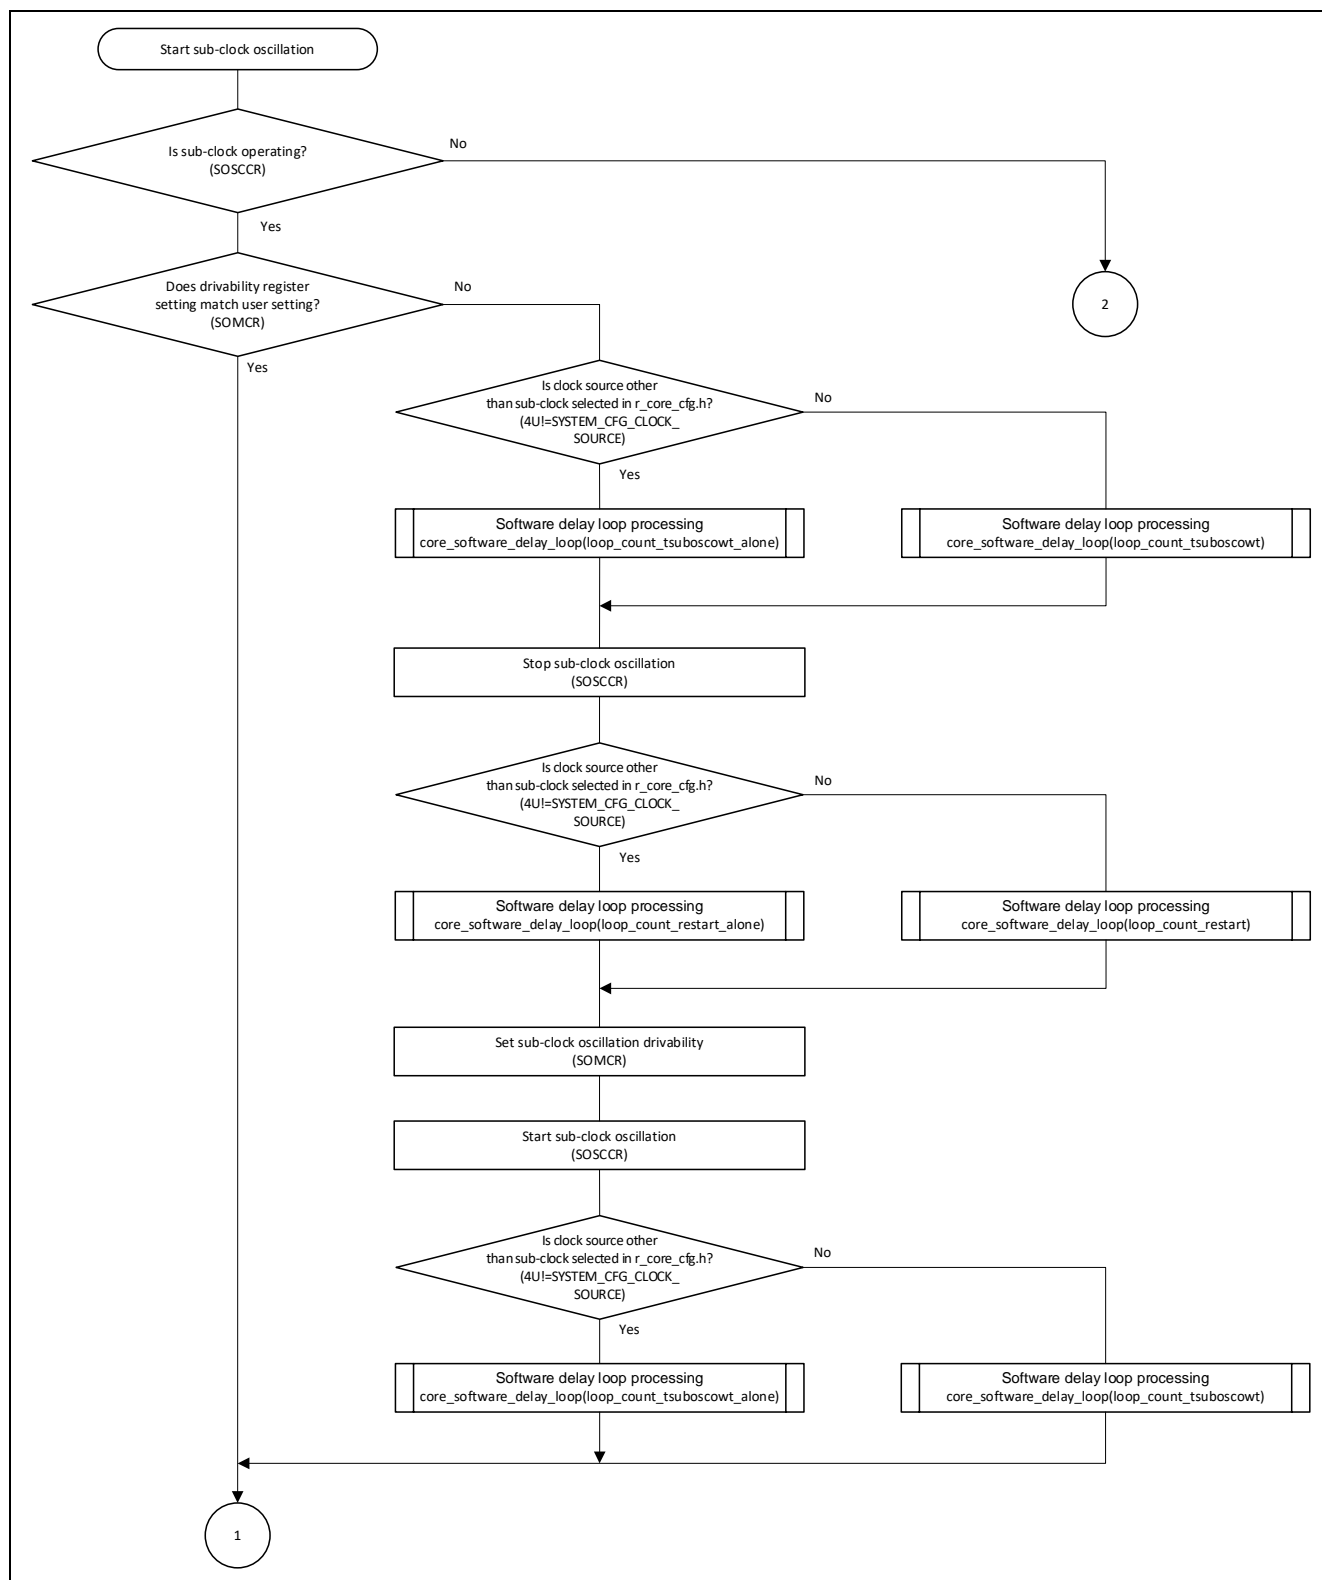 Start sub-clock oscillation
Is sub-clock operating?
(SOSCCR)
No
Yes
Does drivability register
setting match user setting?
(SOMCR)
No
Yes
2
Is clock source other
than sub-clock selected in r_core_cfg.h?
(4U!=SYSTEM_CFG_CLOCK_
SOURCE)
No
Yes
Software delay loop processing
core_software_delay_loop(loop_count_tsuboscowt_alone)
Software delay loop processing
core_software_delay_loop(loop_count_tsuboscowt)
Stop sub-clock oscillation
(SOSCCR)
Is clock source other
than sub-clock selected in r_core_cfg.h?
(4U!=SYSTEM_CFG_CLOCK_
SOURCE)
No
Yes
Software delay loop processing
core_software_delay_loop(loop_count_restart_alone)
Software delay loop processing
core_software_delay_loop(loop_count_restart)
Set sub-clock oscillation drivability
(SOMCR)
Start sub-clock oscillation
(SOSCCR)
Is clock source other
than sub-clock selected in r_core_cfg.h?
(4U!=SYSTEM_CFG_CLOCK_
SOURCE)
No
Yes
Software delay loop processing
core_software_delay_loop(loop_count_tsuboscowt_alone)
Software delay loop processing
core_software_delay_loop(loop_count_tsuboscowt)
1